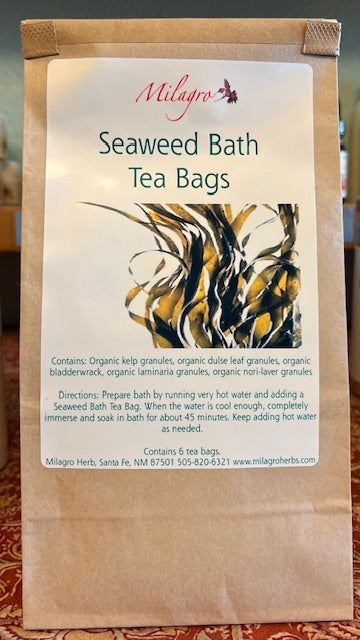 Milagro
Seaweed Bath
Tea Bags
Contains: Organic kelp granules, organic dulse leaf granules, organic
bladderwrack, organic laminaria granules, organic nori-laver granules
Directions: Prepare bath by running very hot water and adding a
Seaweed Bath Tea Bag. When the water is cool enough, completely
immerse and soak in bath for about 45 minutes. Keep adding hot water
as needed.
Contains 6 tea bags.
Milagro Herb, Santa Fe, NM 87501 505-820-6321 www.milagroherbs.com